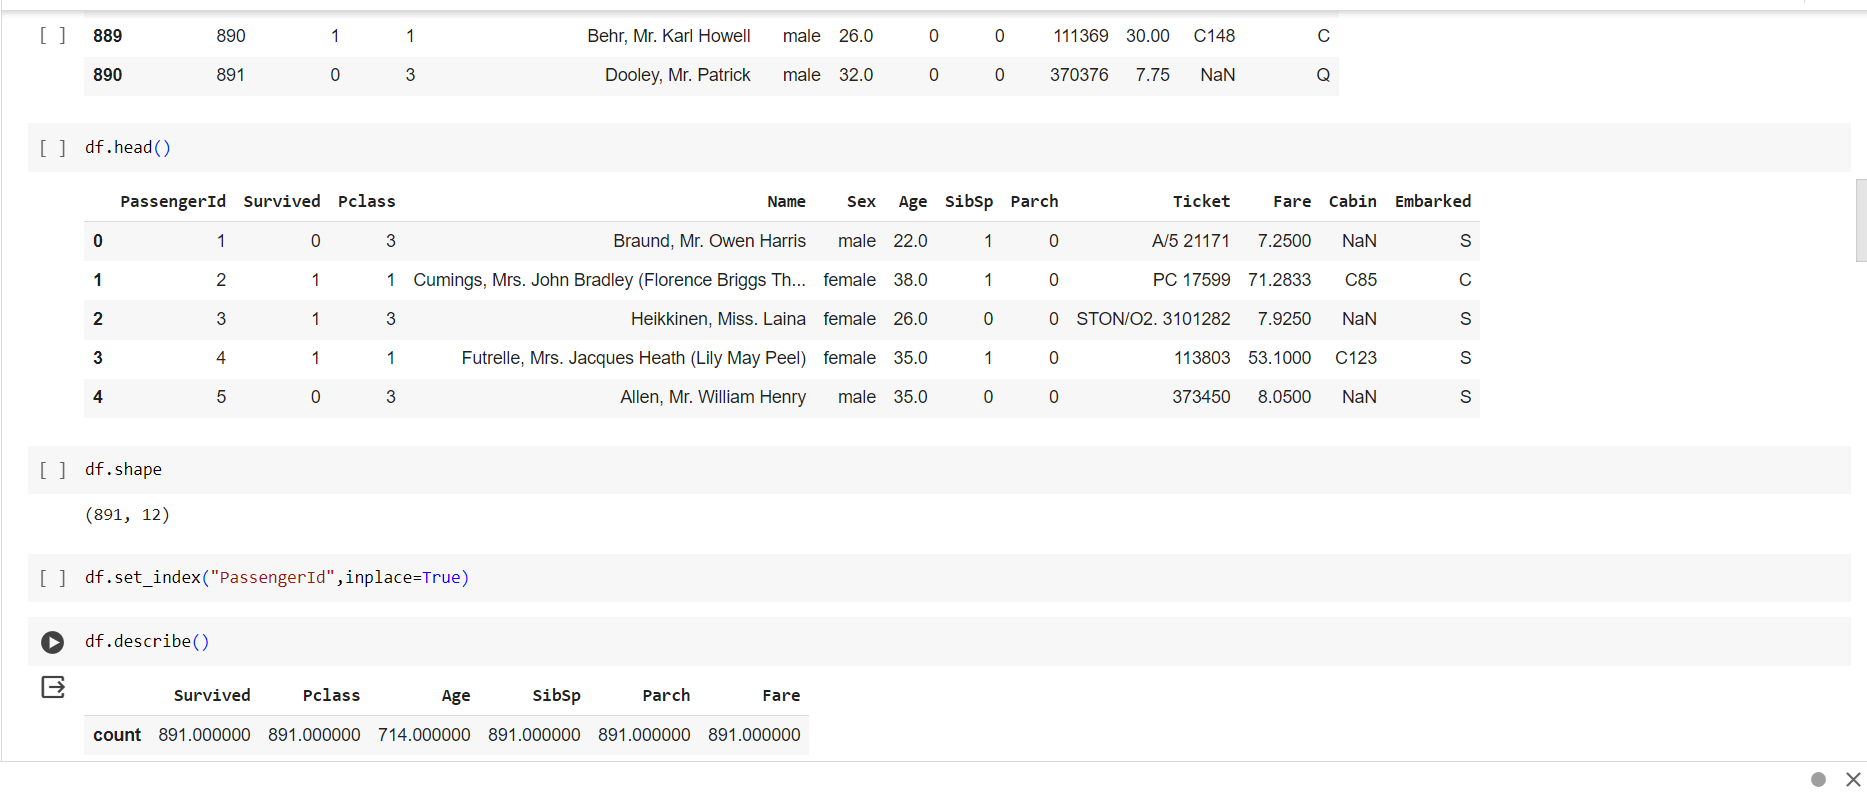 [ ] 889 890 1 1 Behr, Mr. Karl Howell male 26.0 0 0 111369 30.00 C148 C
890 891 0 3 Dooley, Mr. Patrick male 32.0 0 0 370376 7.75 NaN Q
[ ] df.head()
PassengerId Survived Pclass Name Sex Age SibSp Parch Ticket Fare Cabin Embarked
0 1 0 3 Braund, Mr. Owen Harris male 22.0 1 0 A/5 21171 7.2500 NaN S
1 2 1 1 Cumings, Mrs. John Bradley (Florence Briggs Th... female 38.0 1 0 PC 17599 71.2833 C85 C
2 3 1 3 Heikkinen, Miss. Laina female 26.0 0 0 STON/O2. 3101282 7.9250 NaN S
3 4 1 1 Futrelle, Mrs. Jacques Heath (Lily May Peel) female 35.0 1 0 113803 53.1000 C123 S
4 5 0 3 Allen, Mr. William Henry male 35.0 0 0 373450 8.0500 NaN S
[ ] df.shape
(891, 12)
[ ] df.set_index("PassengerId",inplace=True)
df.describe()
Survived Pclass Age SibSp Parch Fare
count 891.000000 891.000000 714.000000 891.000000 891.000000 891.000000